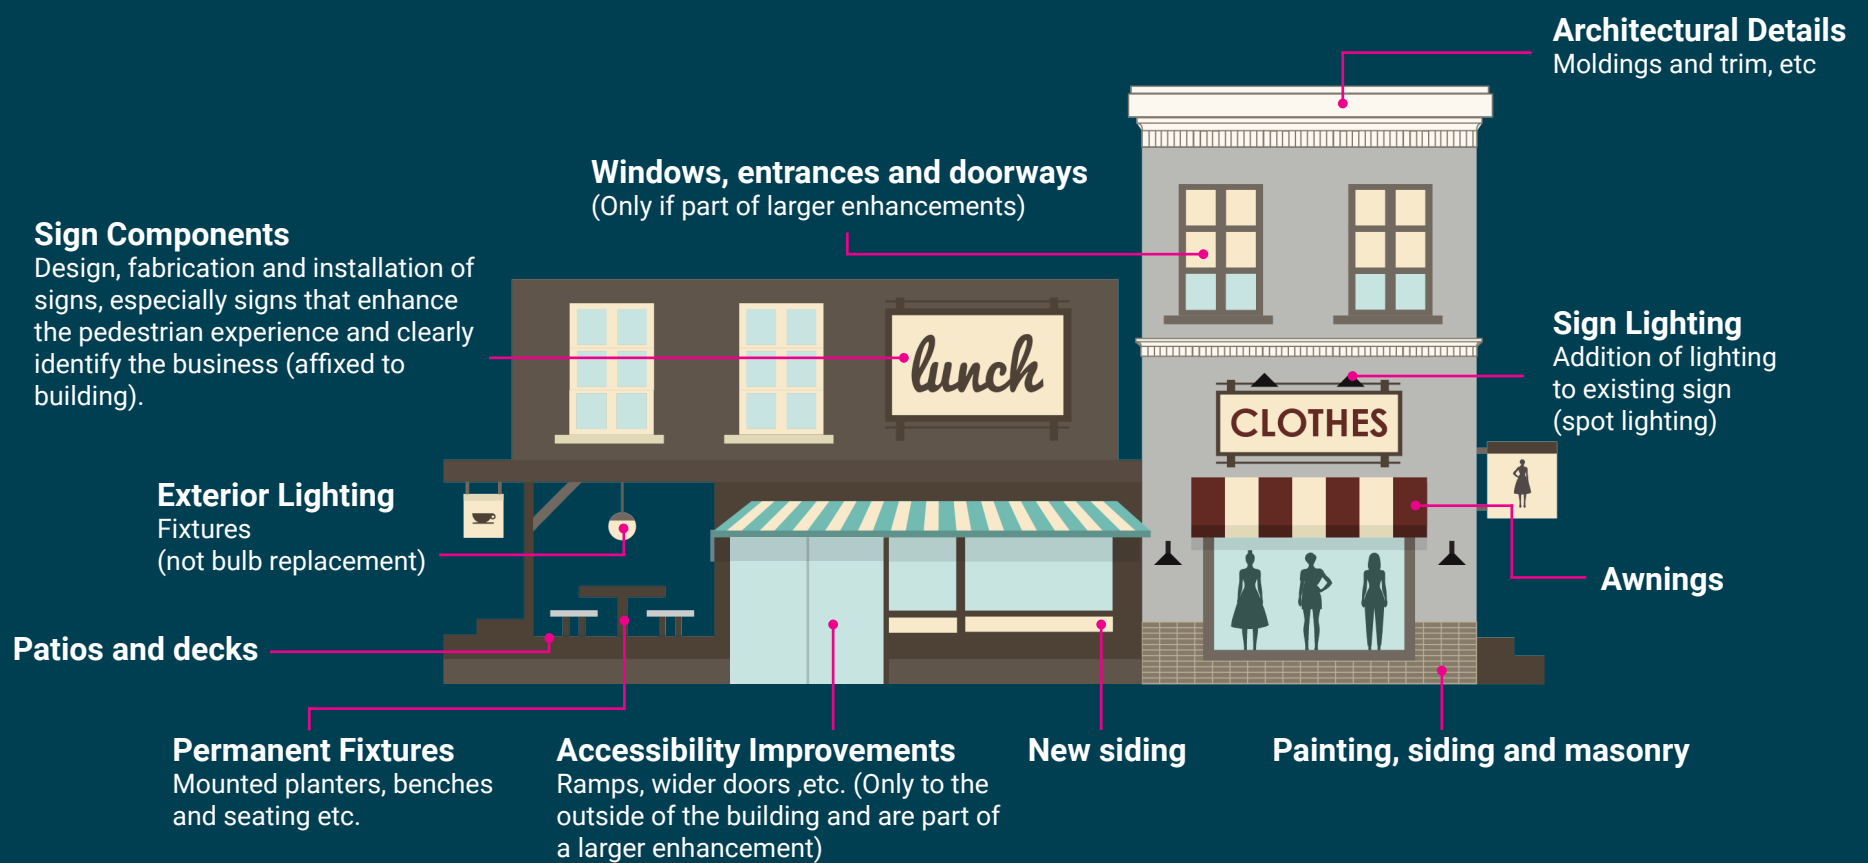 Architectural Details
Moldings and trim, etc
Windows, entrances and doorways
(Only if part of larger enhancements)
Sign Components
Design, fabrication and installation of
signs, especially signs that enhance
the pedestrian experience and clearly
identify the business (affixed to
building).
lunch
Sign Lighting
Addition of lighting
to existing sign
(spot lighting)
CLOTHES
Exterior Lighting
Fixtures
(not bulb replacement)
Awnings
Patios and decks
Permanent Fixtures
Mounted planters, benches
and seating etc.
Accessibility Improvements
Ramps, wider doors ,etc. (Only to the
outside of the building and are part of
a larger enhancement)
New siding
Painting, siding and masonry